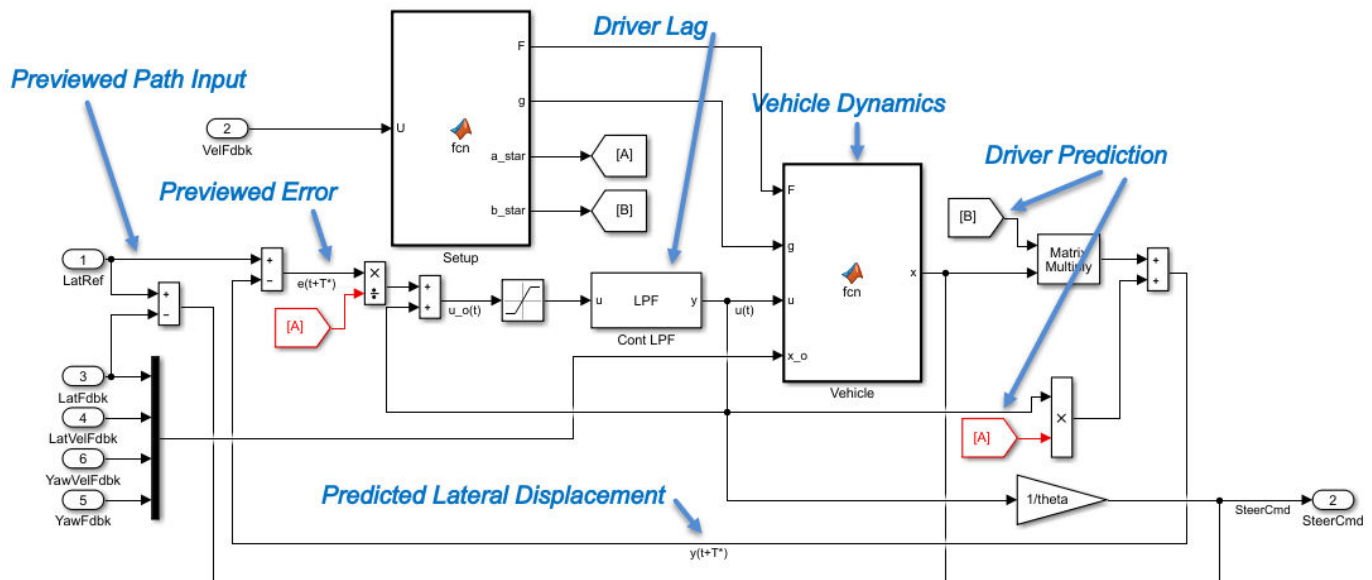 Driver Lag
Previewed Path Input
F
Vehicle Dynamics
g
2
VelFdbk
U
fcn
a_star
[A]
Driver Prediction
Previewed Error
b_star
[B]
F
[B]
Setup
g
Matrix
Multiply
+
+
1
LatRef
+
−
e(t+T*)
×
÷
+
+
u_o(t)
u
LPF
y
Cont LPF
u(t)
u
fcn
x
+
−
[A]
x_o
3
LatFdbk
Vehicle
4
LatVelFdbk
[A]
×
6
YawVelFdbk
5
YawFdbk
Predicted Lateral Displacement
1/theta
SteerCmd
2
SteerCmd
y(t+T*)